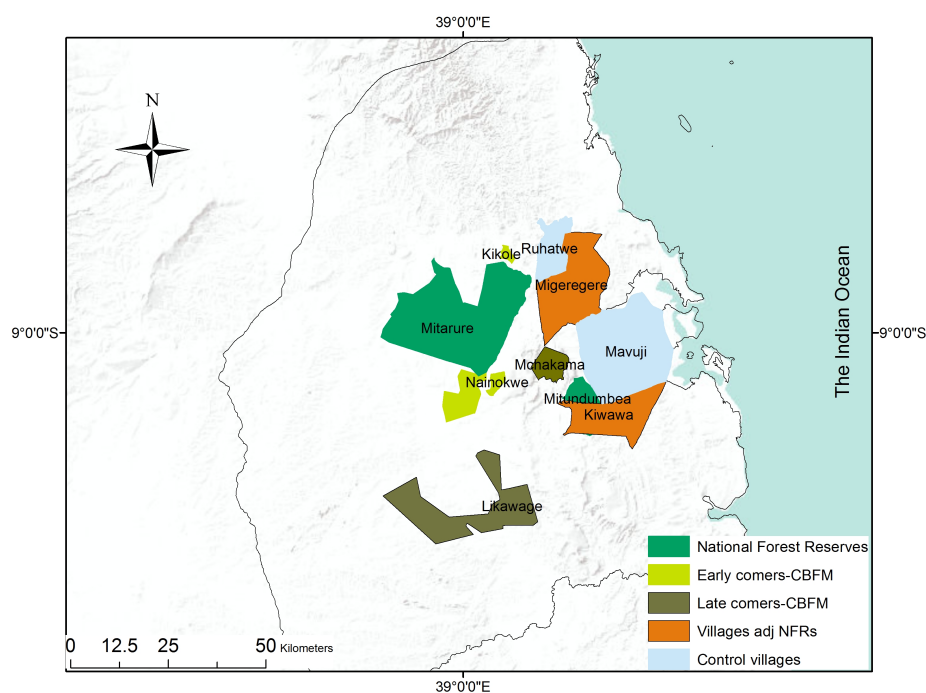 39°0'0"E
N
Kikole
Ruhatwe
Migeregere
The Indian Ocean
9°0'0"S
9°0'0"S
Mitarure
Mavuji
Mchakama
Nainokwe
Mitundumbea
Kiwawa
Likawage
National Forest Reserves
Early comers-CBFM
Late comers-CBFM
Villages adj NFRs
Control villages
0 12.5 25 50 Kilometers
39°0'0"E